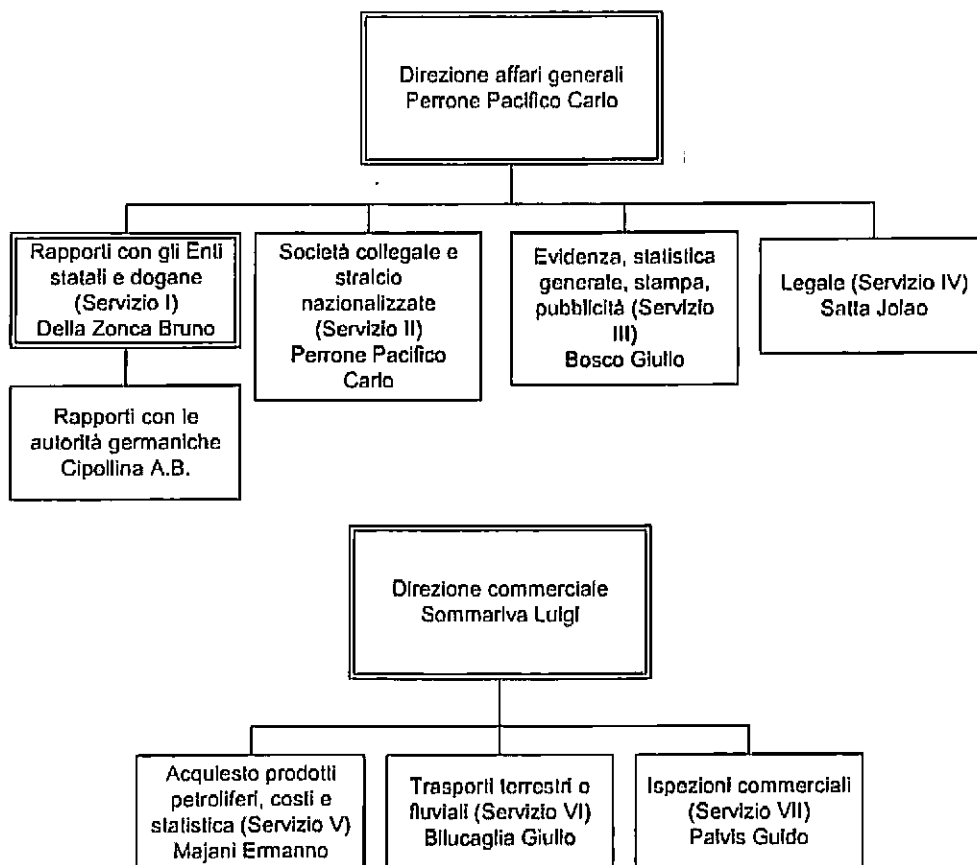 Direzione affari generali
Perrone Pacifico Carlo
Rapporti con gli Enti
statali e dogane
(Servizio I)
Della Zonca Bruno
Società collegale e
stralcio
nazionalizzate
(Servizio II)
Perrone Pacifico
Carlo
Evidenza, statistica
generale, stampa,
pubblicità (Servizio
III)
Bosco Giulio
Legale (Servizio IV)
Satta Jolao
Rapporti con le
autorità germaniche
Cipollina A.B.
Direzione commerciale
Sommariva Luigi
Acquiesto prodotti
petroliferi, costi e
statistica (Servizio V)
Majani Ermanno
Trasporti terrestri o
fluviali (Servizio VI)
Bilucaglia Giulio
Ispezioni commerciali
(Servizio VII)
Palvis Guido